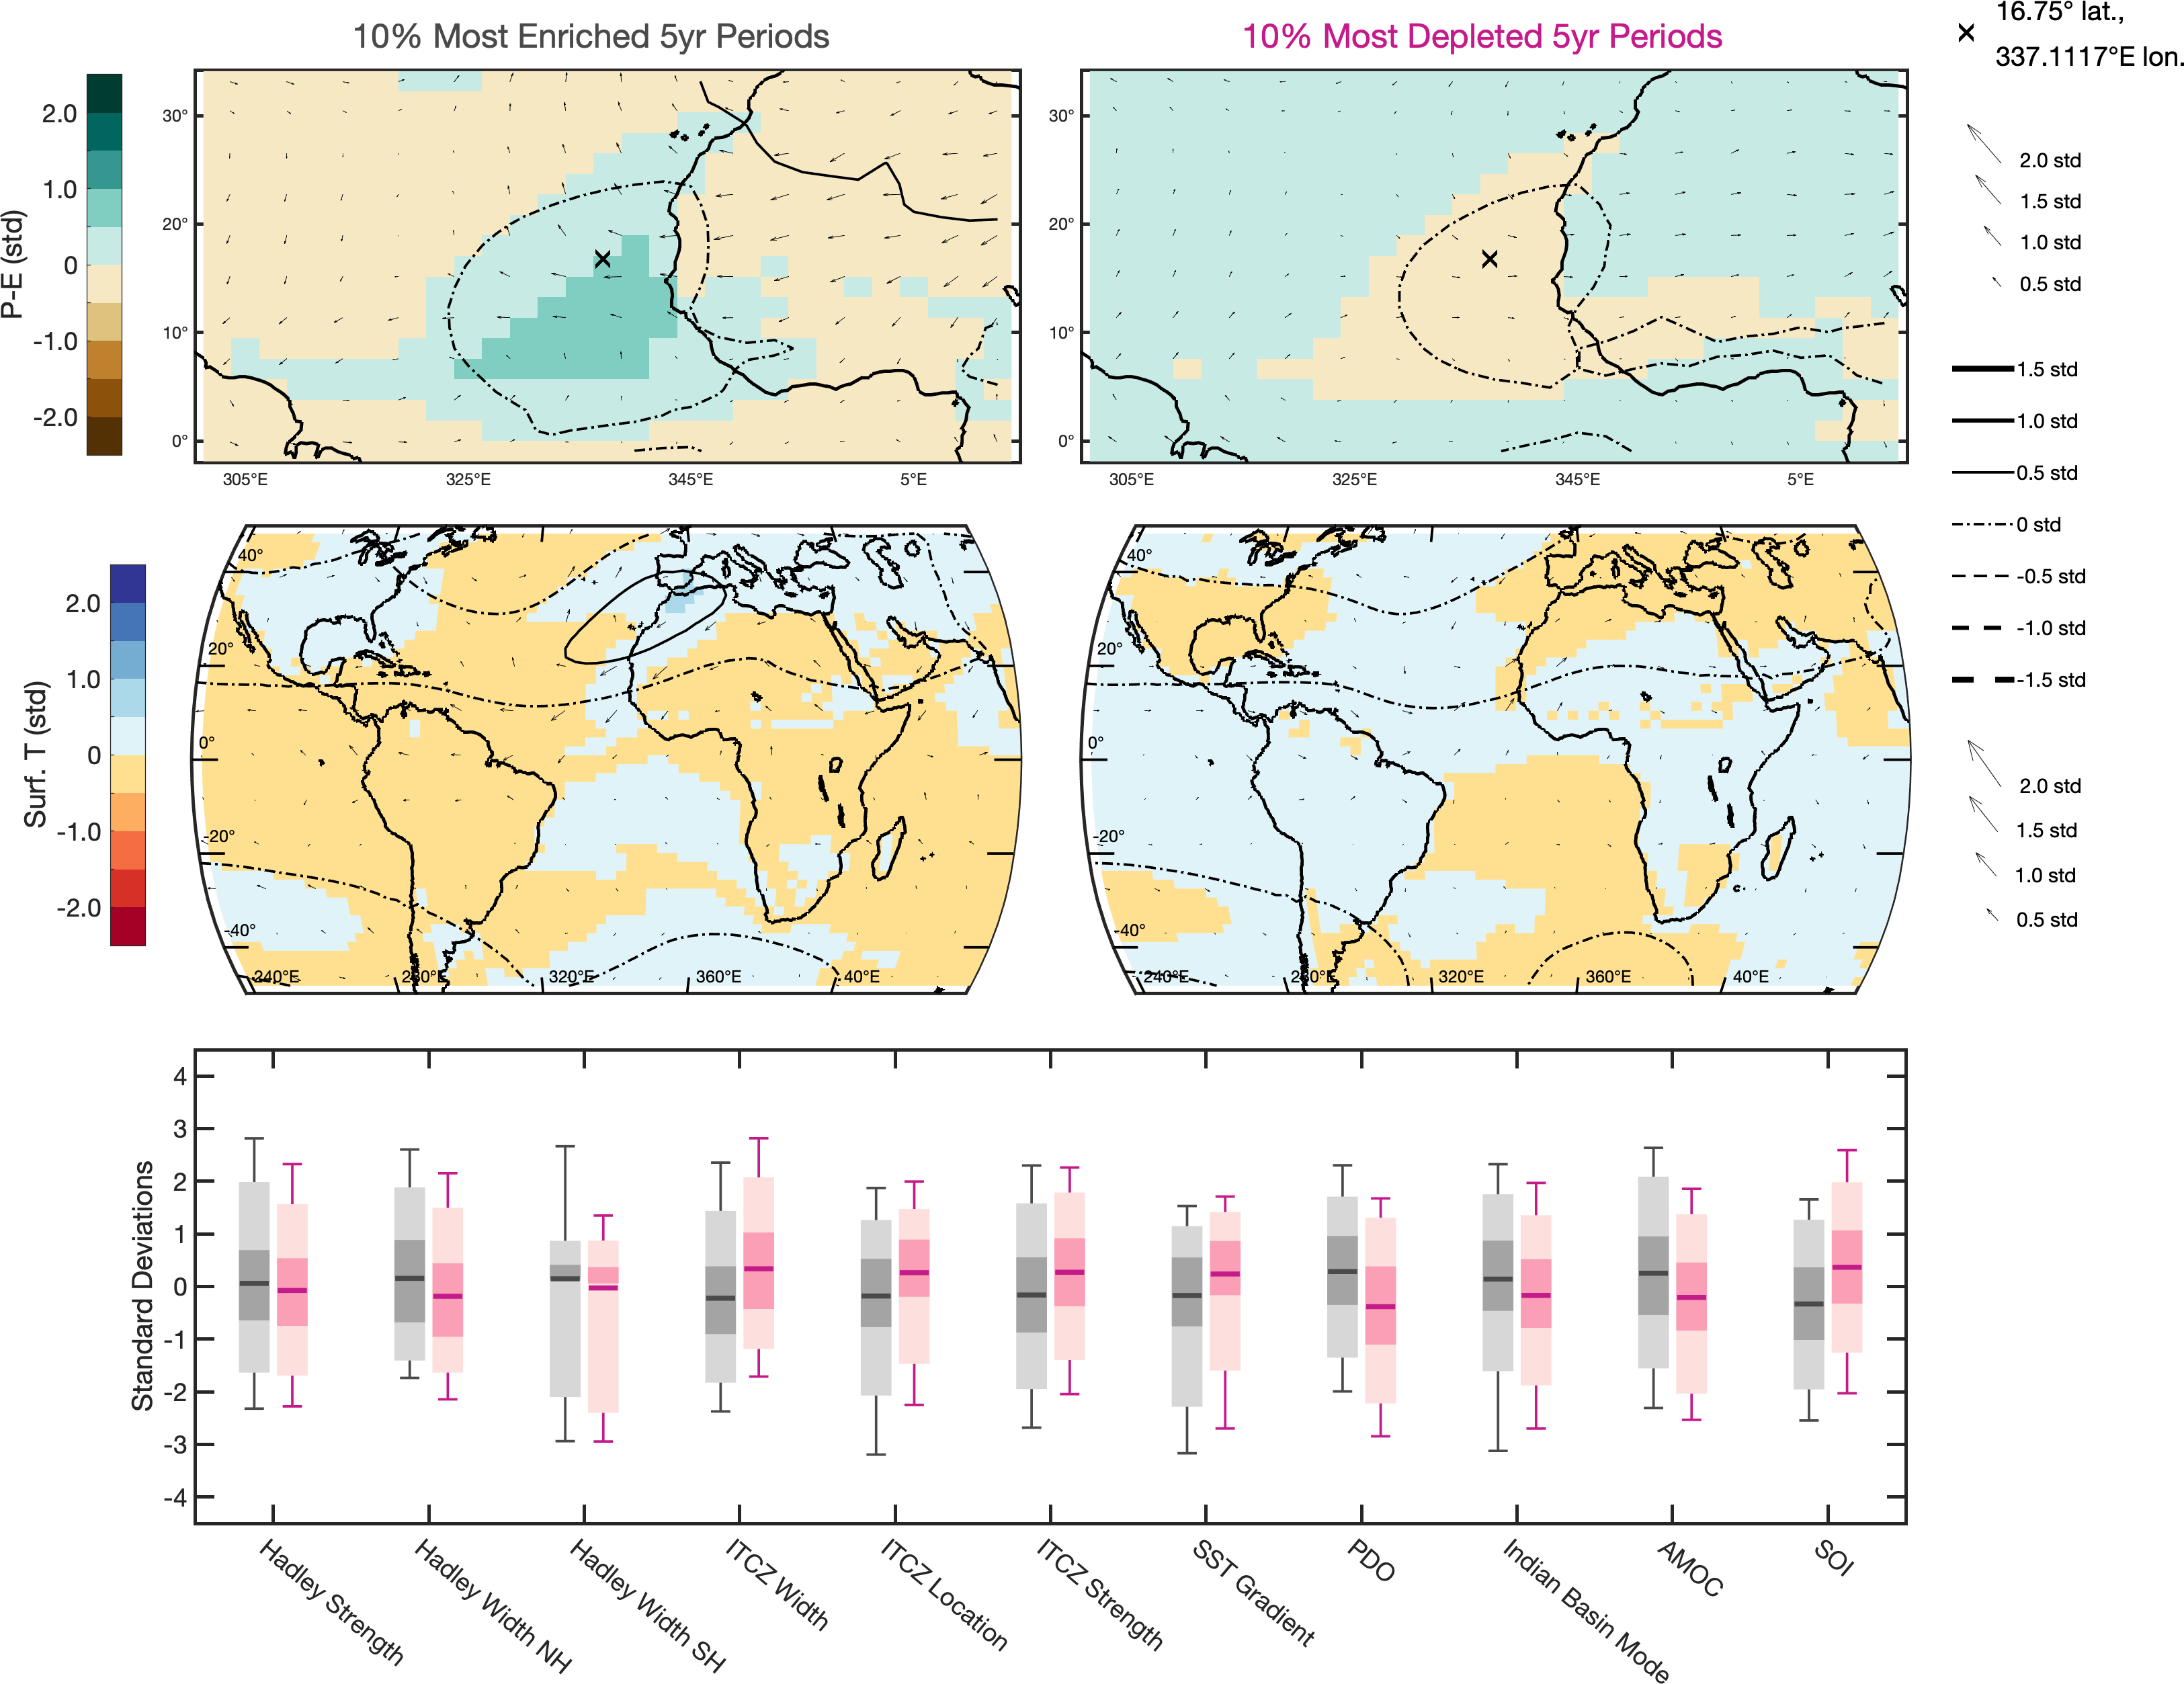 10% Most Enriched 5yr Periods
10% Most Depleted 5yr Periods
16.75° lat.,
337.1117°E lon.
P-E (std)
2.0
1.0
0
-1.0
-2.0
30°
20°
10°
0°
305°E
325°E
345°E
5°E
30°
20°
10°
0°
305°E
325°E
345°E
5°E
2.0 std
1.5 std
1.0 std
0.5 std
1.5 std
1.0 std
0.5 std
0 std
-0.5 std
-1.0 std
-1.5 std
Surf. T (std)
2.0
1.0
0
-1.0
-2.0
40°
20°
0°
-20°
-40°
240°E
280°E
320°E
360°E
40°E
40°
20°
0°
-20°
-40°
240°E
280°E
320°E
360°E
40°E
2.0 std
1.5 std
1.0 std
0.5 std
Standard Deviations
4
3
2
1
0
-1
-2
-3
-4
Hadley Strength
Hadley Width NH
Hadley Width SH
ITCZ Width
ITCZ Location
ITCZ Strength
SST Gradient
PDO
Indian Basin Mode
AMOC
SOI